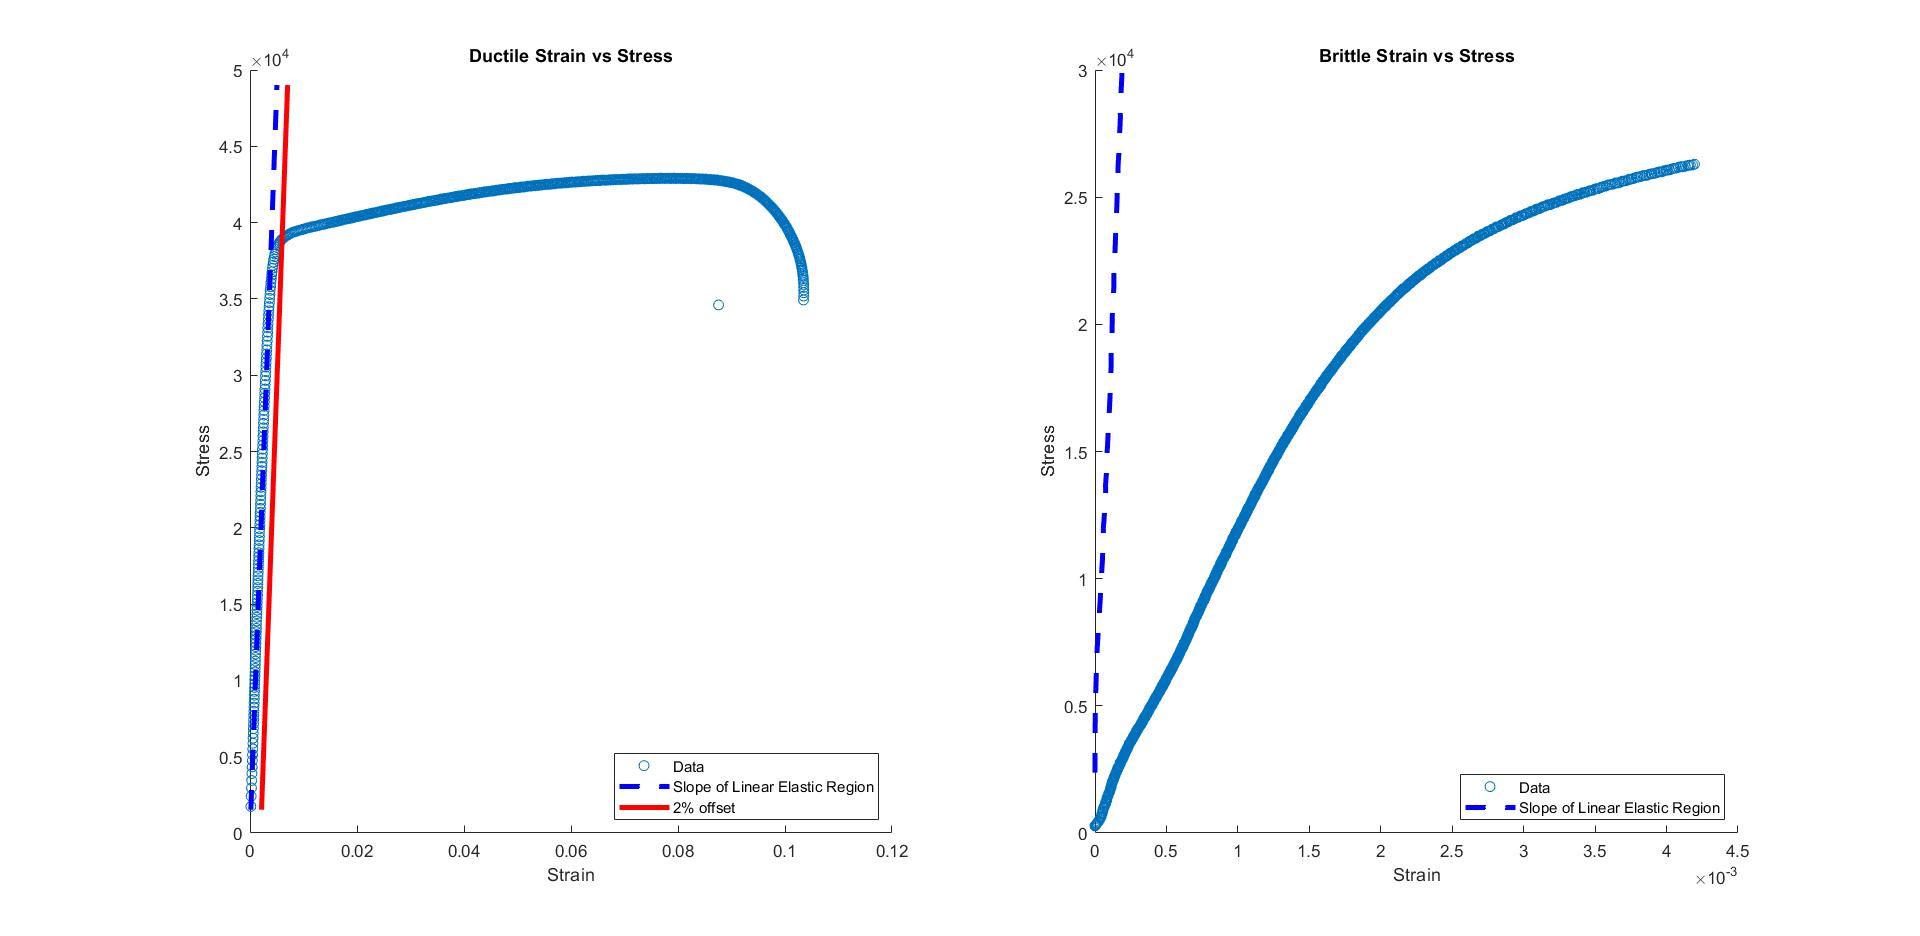 Ductile Strain vs Stress
×10^4
5
4.5
4
3.5
3
2.5
2
1.5
1
0.5
0
Stress
0 0.02 0.04 0.06 0.08 0.1 0.12
Strain
Data
Slope of Linear Elastic Region
2% offset
Brittle Strain vs Stress
×10^4
3
2.5
2
1.5
1
0.5
0
Stress
0 0.5 1 1.5 2 2.5 3 3.5 4 4.5
Strain
×10^-3
Data
Slope of Linear Elastic Region